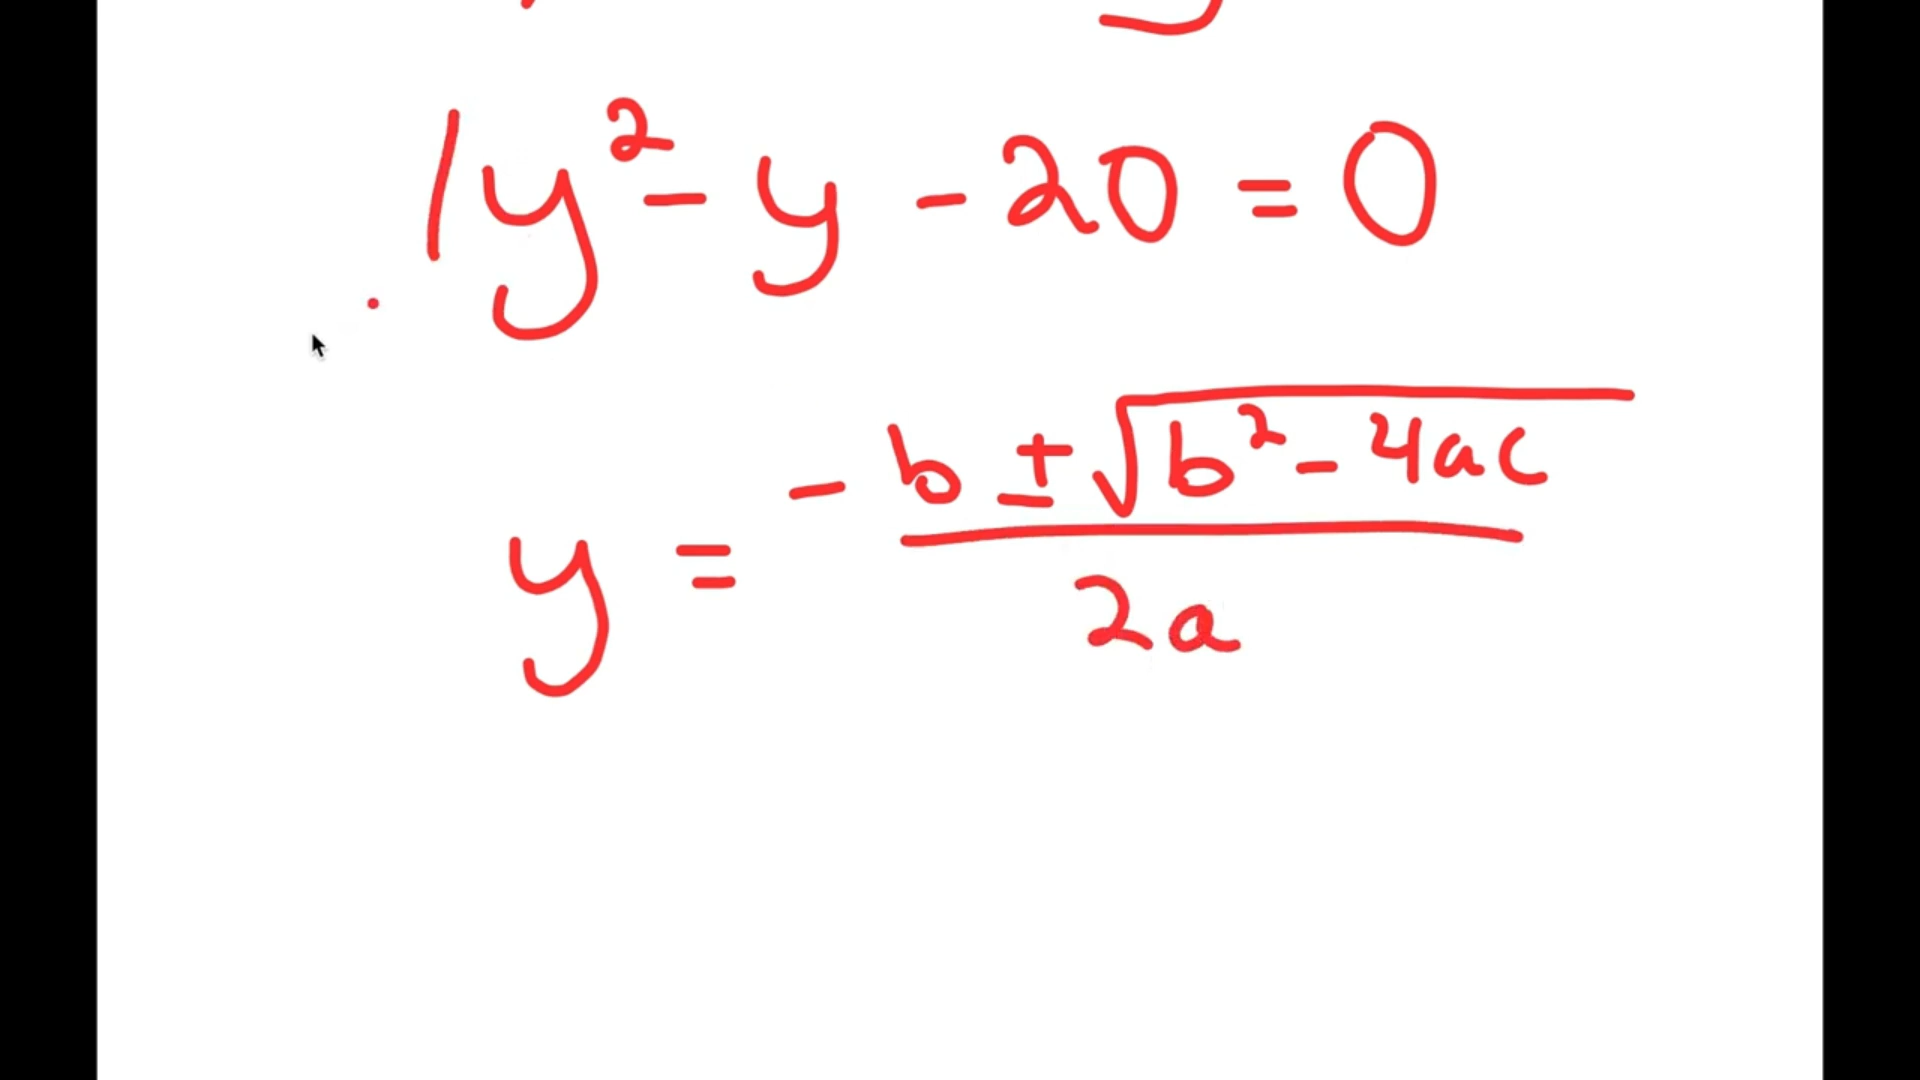 1y² - y - 20 = 0
y = -b ± √(b² - 4ac) / 2a